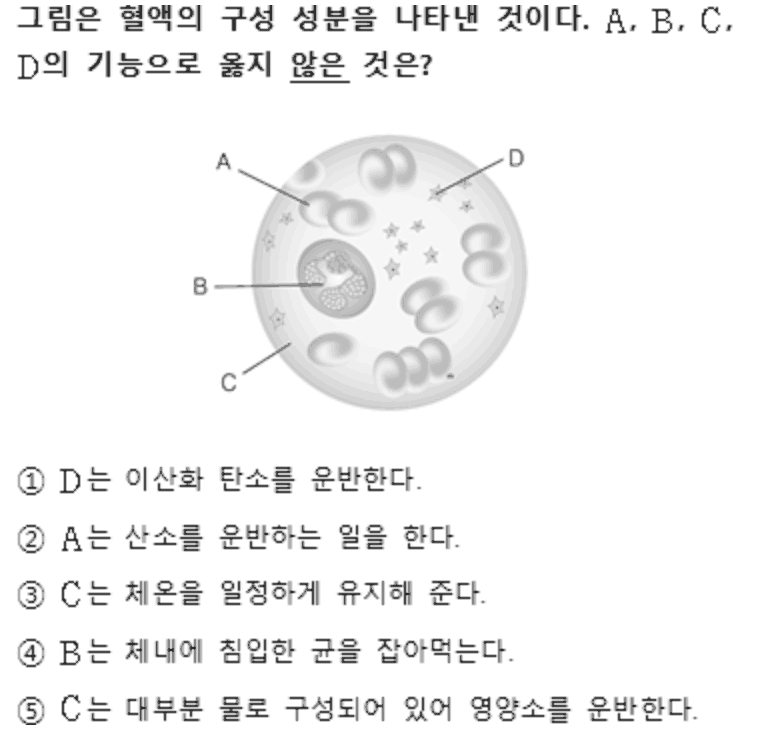 그림은 혈액의 구성 성분을 나타낸 것이다. A, B, C,
D의 기능으로 옳지 않은 것은?
A
D
B
C
① D는 이산화 탄소를 운반한다.
② A는 산소를 운반하는 일을 한다.
③ C는 체온을 일정하게 유지해 준다.
④ B는 체내에 침입한 균을 잡아먹는다.
⑤ C는 대부분 물로 구성되어 있어 영양소를 운반한다.